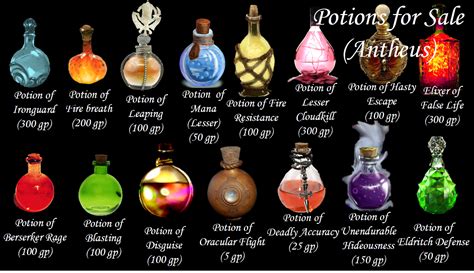 Potions for Sale
(Antheus)
Potion of
Ironguard
(300 gp)
Potion of
Fire breath
(200 gp)
Potion of
Leaping
(100 gp)
Potion of
Mana
(Lesser)
(50 gp)
Potion of Fire
Resistance
(100 gp)
Potion of
Lesser
Cloudkill
(300 gp)
Potion of Hasty
Escape
(100 gp)
Elixer of
False Life
(300 gp)
Potion of
Berserker Rage
(100 gp)
Potion of
Blasting
(100 gp)
Potion of
Disguise
(100 gp)
Potion of
Oracular Flight
(5 gp)
Potion of
Deadly Accuracy
(25 gp)
Potion of
Unendurable
Hideousness
(150 gp)
Potion of
Eldritch Defense
(50 gp)